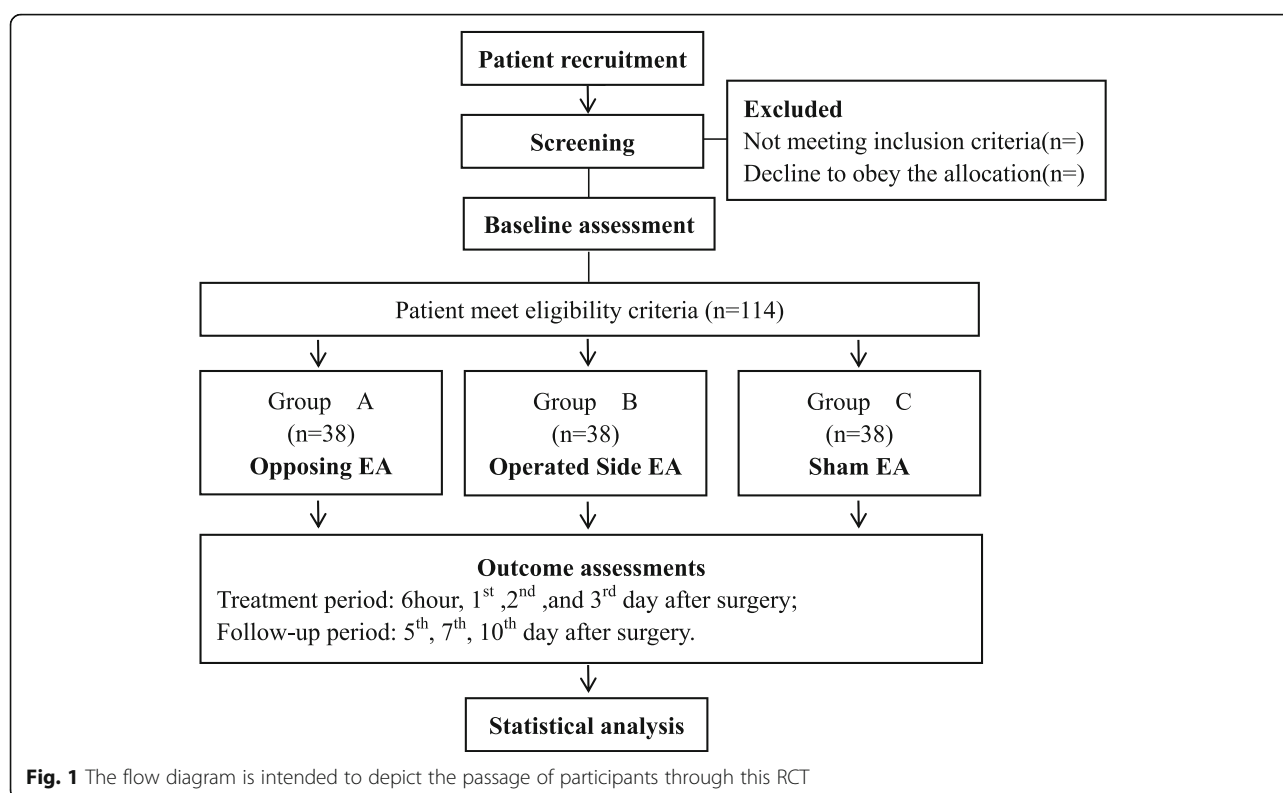 Patient recruitment
Screening
Excluded
Not meeting inclusion criteria(n=)
Decline to obey the allocation(n=)
Baseline assessment
Patient meet eligibility criteria (n=114)
Group A
(n=38)
Opposing EA
Group B
(n=38)
Operated Side EA
Group C
(n=38)
Sham EA
Outcome assessments
Treatment period: 6hour, 1st ,2nd ,and 3rd day after surgery;
Follow-up period: 5th, 7th, 10th day after surgery.
Statistical analysis
Fig. 1 The flow diagram is intended to depict the passage of participants through this RCT